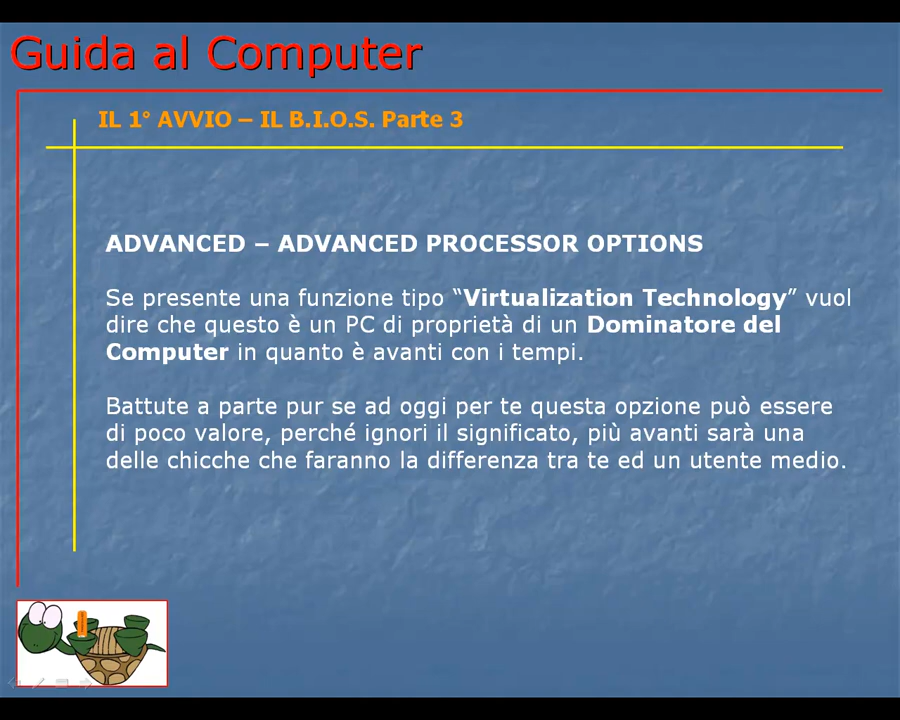 Guida al Computer
IL 1° AVVIO – IL B.I.O.S. Parte 3
ADVANCED – ADVANCED PROCESSOR OPTIONS
Se presente una funzione tipo “Virtualization Technology” vuol
dire che questo è un PC di proprietà di un Dominatore del
Computer in quanto è avanti con i tempi.
Battute a parte pur se ad oggi per te questa opzione può essere
di poco valore, perché ignori il significato, più avanti sarà una
delle chicche che faranno la differenza tra te ed un utente medio.